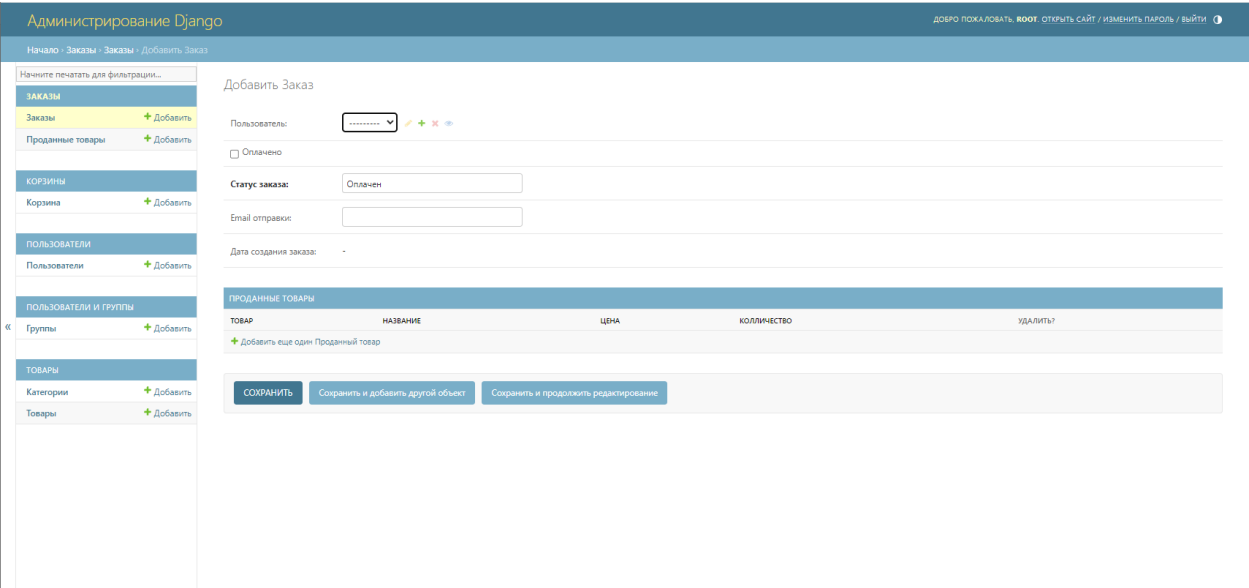 Администрирование Django
ДОБРО ПОЖАЛОВАТЬ, ROOT. ОТКРЫТЬ САЙТ / ИЗМЕНИТЬ ПАРОЛЬ / ВЫЙТИ
Начало › Заказы › Заказы › Добавить Заказ
Начните печатать для фильтрации...
ЗАКАЗЫ
Заказы + Добавить
Проданные товары + Добавить
КОРЗИНЫ
Корзина + Добавить
ПОЛЬЗОВАТЕЛИ
Пользователи + Добавить
ПОЛЬЗОВАТЕЛИ И ГРУППЫ
Группы + Добавить
ТОВАРЫ
Категории + Добавить
Товары + Добавить
«
Добавить Заказ
Пользователь: ---------
Оплачено
Статус заказа: Оплачен
Email отправки:
Дата создания заказа: -
ПРОДАННЫЕ ТОВАРЫ
ТОВАР НАЗВАНИЕ ЦЕНА КОЛЛИЧЕСТВО УДАЛИТЬ?
+ Добавить еще один Проданный товар
СОХРАНИТЬ Сохранить и добавить другой объект Сохранить и продолжить редактирование